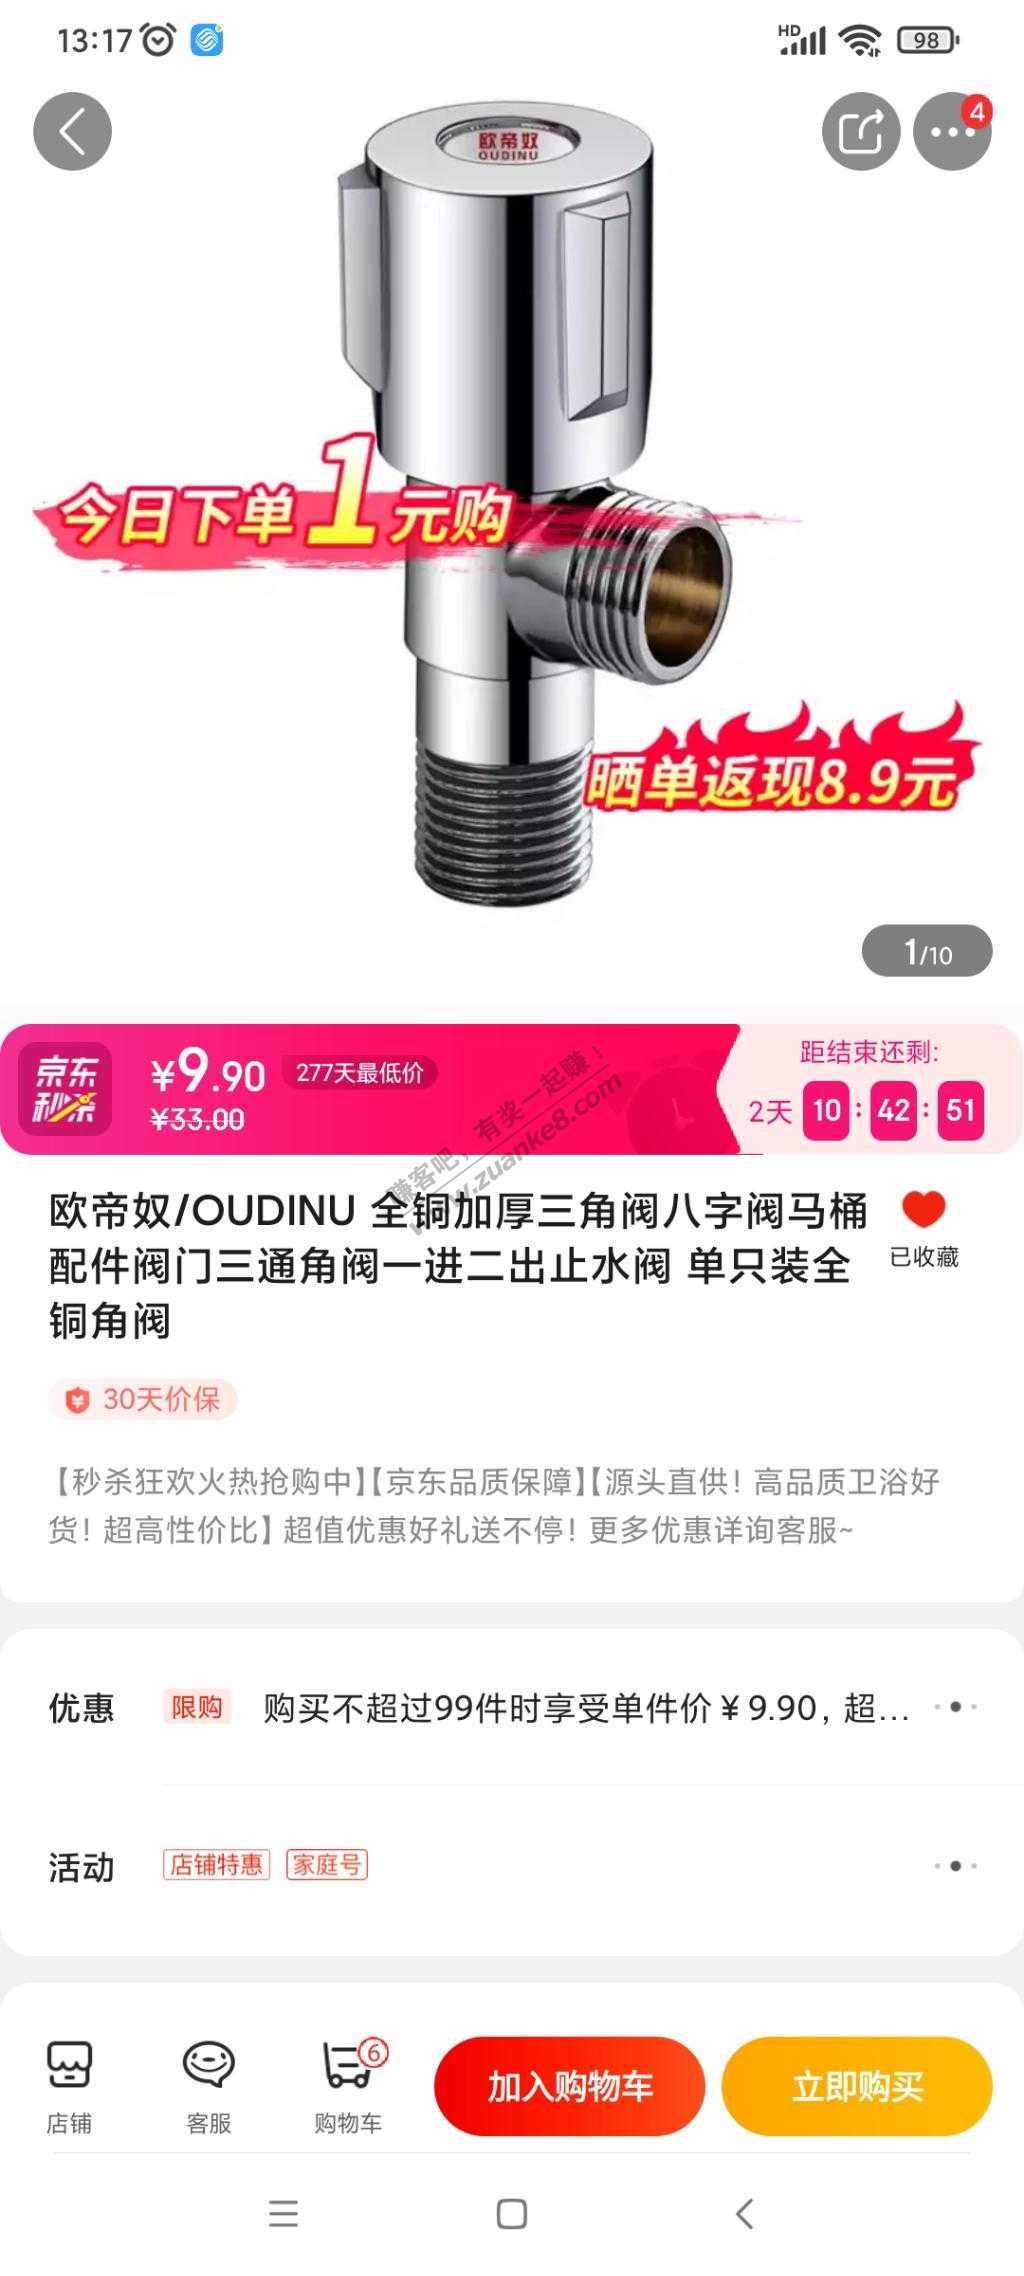 13:17
HD
98
4
欧帝奴
OUDINU
今日下单1元购
晒单返现8.9元
1/10
京东
秒杀
¥9.90
277天最低价
¥33.00
距结束还剩:
2天 10 : 42 : 51
赚客吧，有奖一起赚！
www.zuanke8.com
欧帝奴/OUDINU 全铜加厚三角阀八字阀马桶
配件阀门三通角阀一进二出止水阀 单只装全
铜角阀
已收藏
30天价保
【秒杀狂欢火热抢购中】【京东品质保障】【源头直供！高品质卫浴好
货！超高性价比】超值优惠好礼送不停！更多优惠详询客服~
优惠
限购
购买不超过99件时享受单件价¥9.90，超...
活动
店铺特惠
家庭号
6
店铺
客服
购物车
加入购物车
立即购买